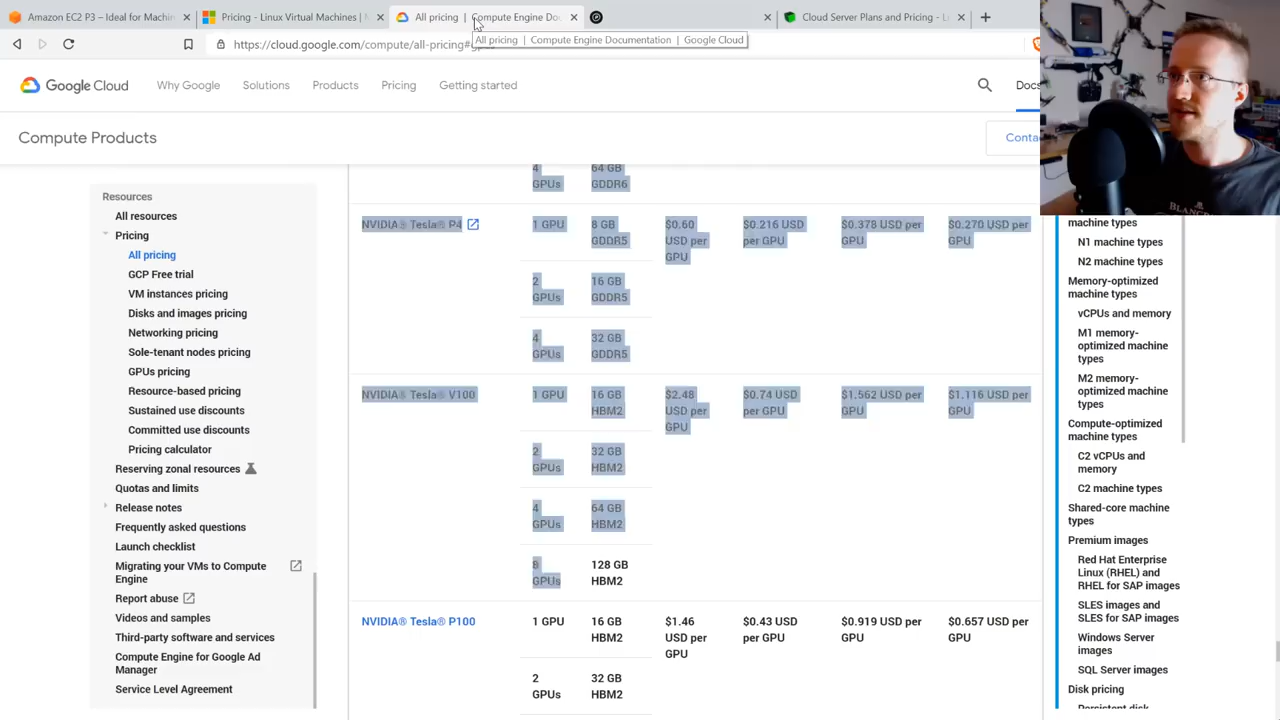 Amazon EC2 – Ideal for Machine
Pricing - Linux Virtual Machines | M
All pricing | Compute Engine Doc
Cloud Server Plans and Pricing - L
https://cloud.google.com/compute/all-pricing#gpus
All pricing | Compute Engine Documentation | Google Cloud
Google Cloud
Why Google
Solutions
Products
Pricing
Getting started
Docs
Compute Products
Conta
Resources
All resources
Pricing
All pricing
GCP Free trial
VM instances pricing
Disks and images pricing
Networking pricing
Sole-tenant nodes pricing
GPUs pricing
Resource-based pricing
Sustained use discounts
Committed use discounts
Pricing calculator
Reserving zonal resources
Quotas and limits
Release notes
Frequently asked questions
Launch checklist
Migrating your VMs to Compute
Engine
Report abuse
Videos and samples
Third-party software and services
Compute Engine for Google Ad
Manager
Service Level Agreement
4
GPUs
64 GB
GDDR6
NVIDIA® Tesla® P4
1 GPU
8 GB
GDDR5
$0.60
USD per
GPU
$0.216 USD
per GPU
$0.378 USD per
GPU
$0.270 USD per
GPU
2
GPUs
16 GB
GDDR5
4
GPUs
32 GB
GDDR5
NVIDIA® Tesla® V100
1 GPU
16 GB
HBM2
$2.48
USD per
GPU
$0.74 USD
per GPU
$1.562 USD per
GPU
$1.116 USD per
GPU
2
GPUs
32 GB
HBM2
4
GPUs
64 GB
HBM2
8
GPUs
128 GB
HBM2
NVIDIA® Tesla® P100
1 GPU
16 GB
HBM2
$1.46
USD per
GPU
$0.43 USD
per GPU
$0.919 USD per
GPU
$0.657 USD per
GPU
2
GPUs
32 GB
HBM2
machine types
N1 machine types
N2 machine types
Memory-optimized
machine types
vCPUs and memory
M1 memory-
optimized machine
types
M2 memory-
optimized machine
types
Compute-optimized
machine types
C2 vCPUs and
memory
C2 machine types
Shared-core machine
types
Premium images
Red Hat Enterprise
Linux (RHEL) and
RHEL for SAP images
SLES images and
SLES for SAP images
Windows Server
images
SQL Server images
Disk pricing
Persistent disk